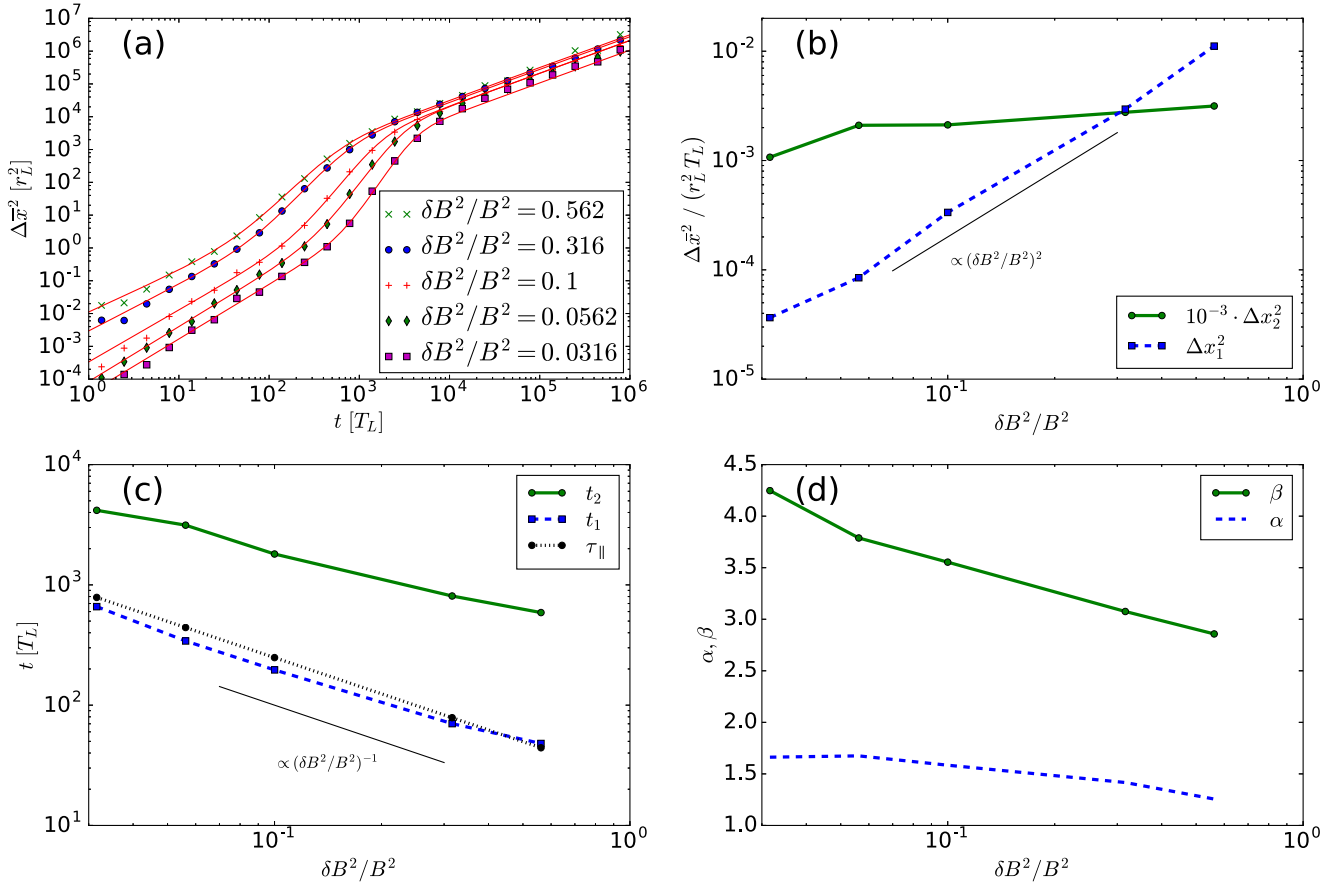 (a)
10^7
10^6
10^5
10^4
10^3
10^2
10^1
10^0
10^-1
10^-2
10^-3
10^-4
Δx̅² [r_L²]
δB²/B² = 0.562
δB²/B² = 0.316
δB²/B² = 0.1
δB²/B² = 0.0562
δB²/B² = 0.0316
10^0 10^1 10^2 10^3 10^4 10^5 10^6
t [T_L]
(b)
10^-2
10^-3
10^-4
10^-5
Δx̅² / (r_L² T_L)
∝(δB²/B²)²
10^-3 · Δx_2²
Δx_1²
10^-1 10^0
δB²/B²
(c)
10^4
10^3
10^2
10^1
t [T_L]
t_2
t_1
τ_∥
∝(δB²/B²)^-1
10^-1 10^0
δB²/B²
(d)
4.5
4.0
3.5
3.0
2.5
2.0
1.5
1.0
α, β
β
α
10^-1 10^0
δB²/B²